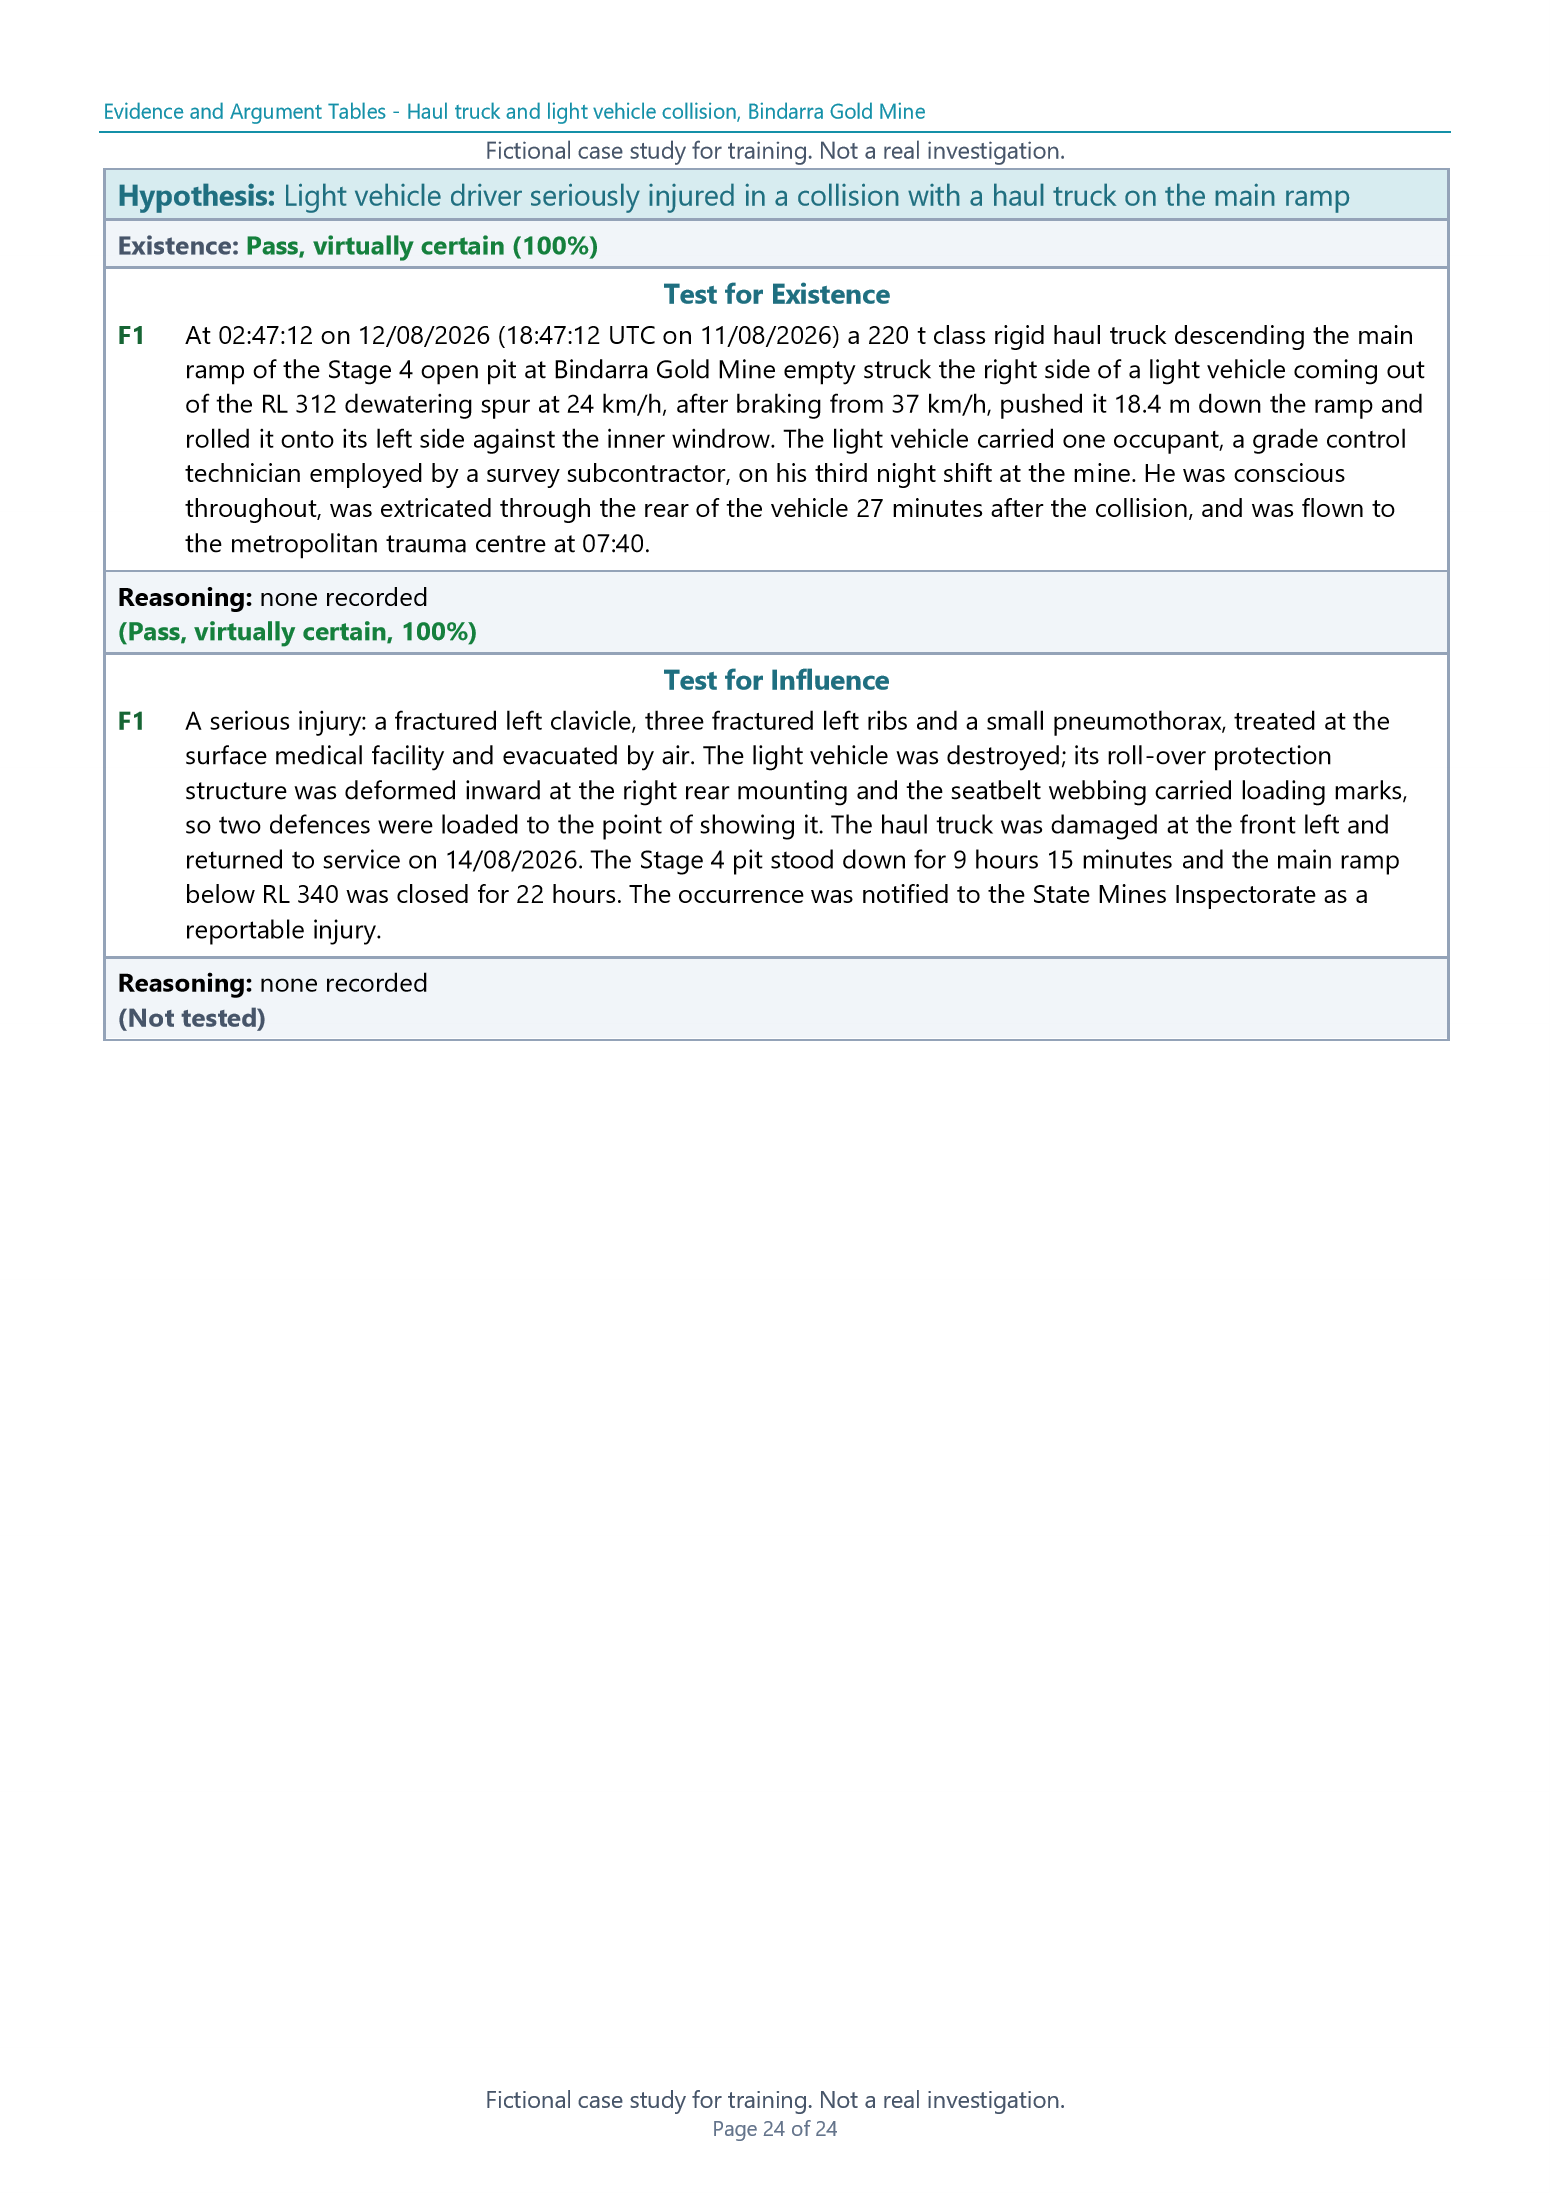 Evidence and Argument Tables - Haul truck and light vehicle collision, Bindarra Gold Mine
Fictional case study for training. Not a real investigation.
Hypothesis: Light vehicle driver seriously injured in a collision with a haul truck on the main ramp
Existence: Pass, virtually certain (100%)
Test for Existence
F1 At 02:47:12 on 12/08/2026 (18:47:12 UTC on 11/08/2026) a 220 t class rigid haul truck descending the main
ramp of the Stage 4 open pit at Bindarra Gold Mine empty struck the right side of a light vehicle coming out
of the RL 312 dewatering spur at 24 km/h, after braking from 37 km/h, pushed it 18.4 m down the ramp and
rolled it onto its left side against the inner windrow. The light vehicle carried one occupant, a grade control
technician employed by a survey subcontractor, on his third night shift at the mine. He was conscious
throughout, was extricated through the rear of the vehicle 27 minutes after the collision, and was flown to
the metropolitan trauma centre at 07:40.
Reasoning: none recorded
(Pass, virtually certain, 100%)
Test for Influence
F1 A serious injury: a fractured left clavicle, three fractured left ribs and a small pneumothorax, treated at the
surface medical facility and evacuated by air. The light vehicle was destroyed; its roll-over protection
structure was deformed inward at the right rear mounting and the seatbelt webbing carried loading marks,
so two defences were loaded to the point of showing it. The haul truck was damaged at the front left and
returned to service on 14/08/2026. The Stage 4 pit stood down for 9 hours 15 minutes and the main ramp
below RL 340 was closed for 22 hours. The occurrence was notified to the State Mines Inspectorate as a
reportable injury.
Reasoning: none recorded
(Not tested)
Fictional case study for training. Not a real investigation.
Page 24 of 24